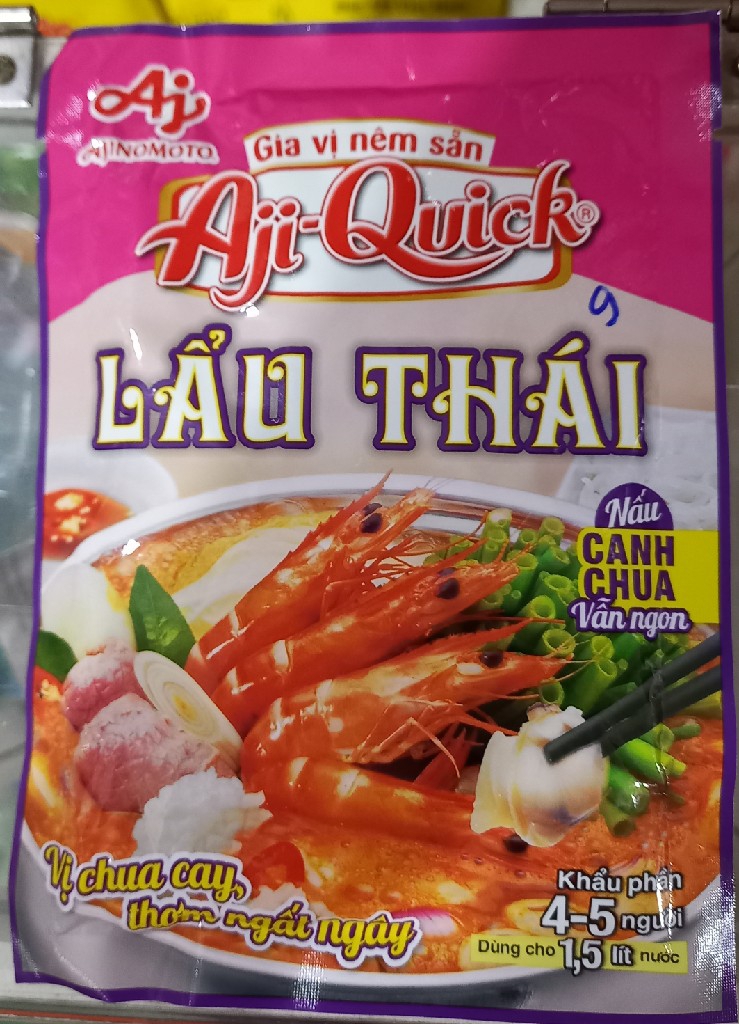 Aj
AJINOMOTO
Gia vị nêm sẵn
Aji-Quick®
9
LẨU THÁI
Nấu
CANH
CHUA
Vẫn ngon
Vị chua cay,
thơm ngất ngây
Khẩu phần
4-5 người
Dùng cho 1,5 lít nước